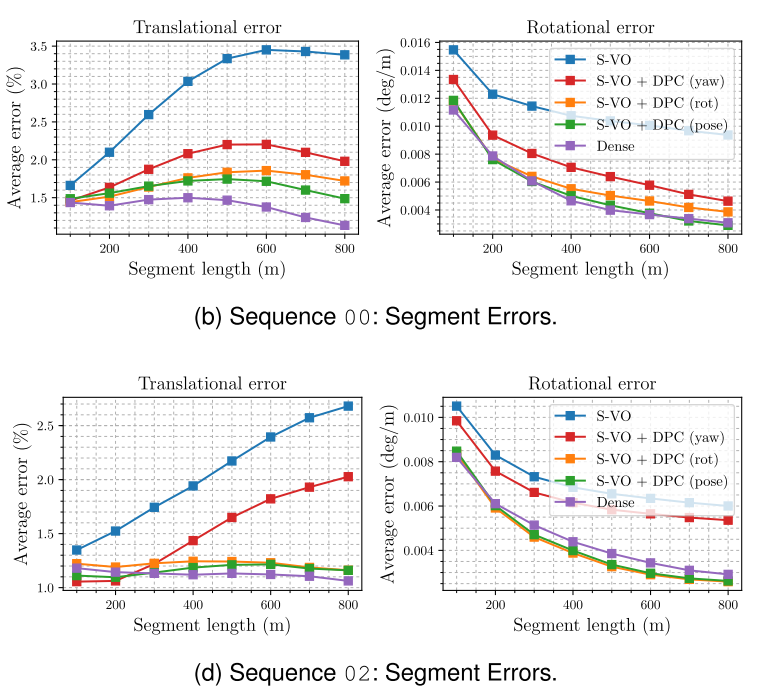 Translational error
Average error (%)
3.5
3.0
2.5
2.0
1.5
200 400 600 800
Segment length (m)
Rotational error
Average error (deg/m)
0.016
0.014
0.012
0.010
0.008
0.006
0.004
S-VO
S-VO + DPC (yaw)
S-VO + DPC (rot)
S-VO + DPC (pose)
Dense
200 400 600 800
Segment length (m)
(b) Sequence 00: Segment Errors.
Translational error
Average error (%)
2.5
2.0
1.5
1.0
200 400 600 800
Segment length (m)
Rotational error
Average error (deg/m)
0.010
0.008
0.006
0.004
S-VO
S-VO + DPC (yaw)
S-VO + DPC (rot)
S-VO + DPC (pose)
Dense
200 400 600 800
Segment length (m)
(d) Sequence 02: Segment Errors.